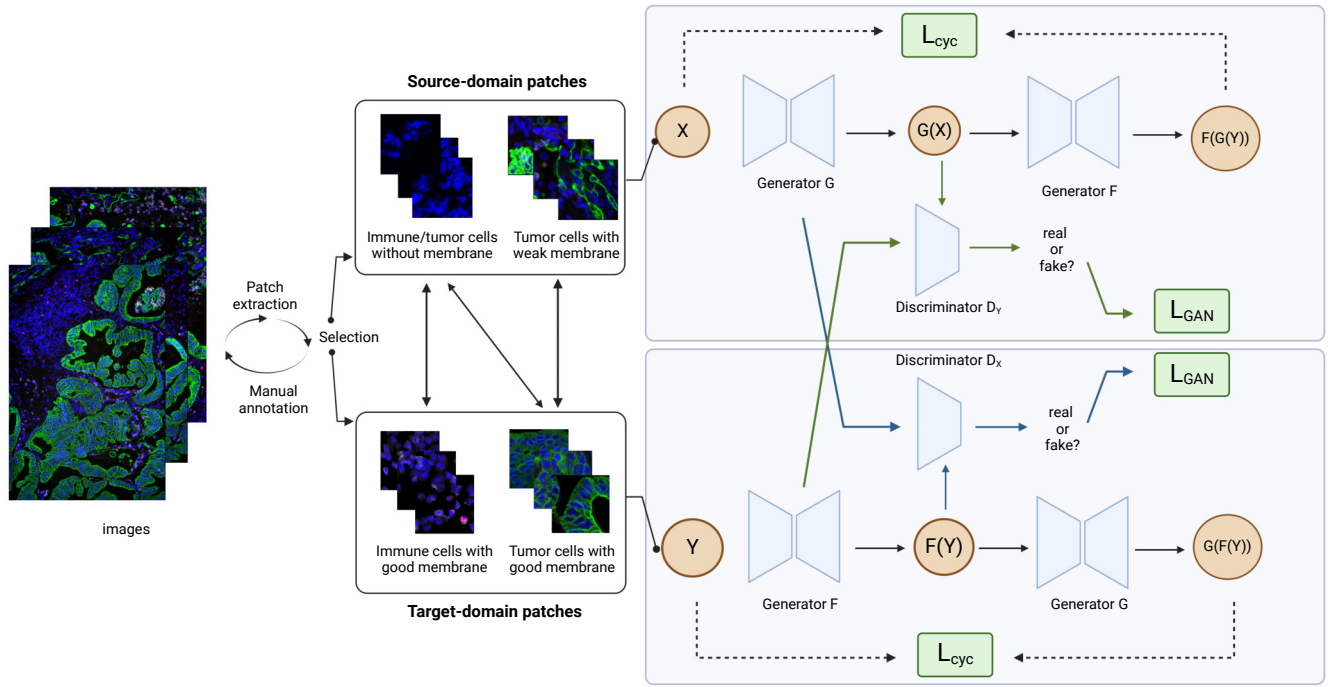 images
Patch
extraction
Manual
annotation
Selection
Source-domain patches
Immune/tumor cells
without membrane
Tumor cells with
weak membrane
Immune cells with
good membrane
Tumor cells with
good membrane
Target-domain patches
Lcyc
X
Generator G
G(X)
Generator F
F(G(Y))
Discriminator DY
real
or
fake?
LGAN
Discriminator DX
real
or
fake?
LGAN
Y
Generator F
F(Y)
Generator G
G(F(Y))
Lcyc